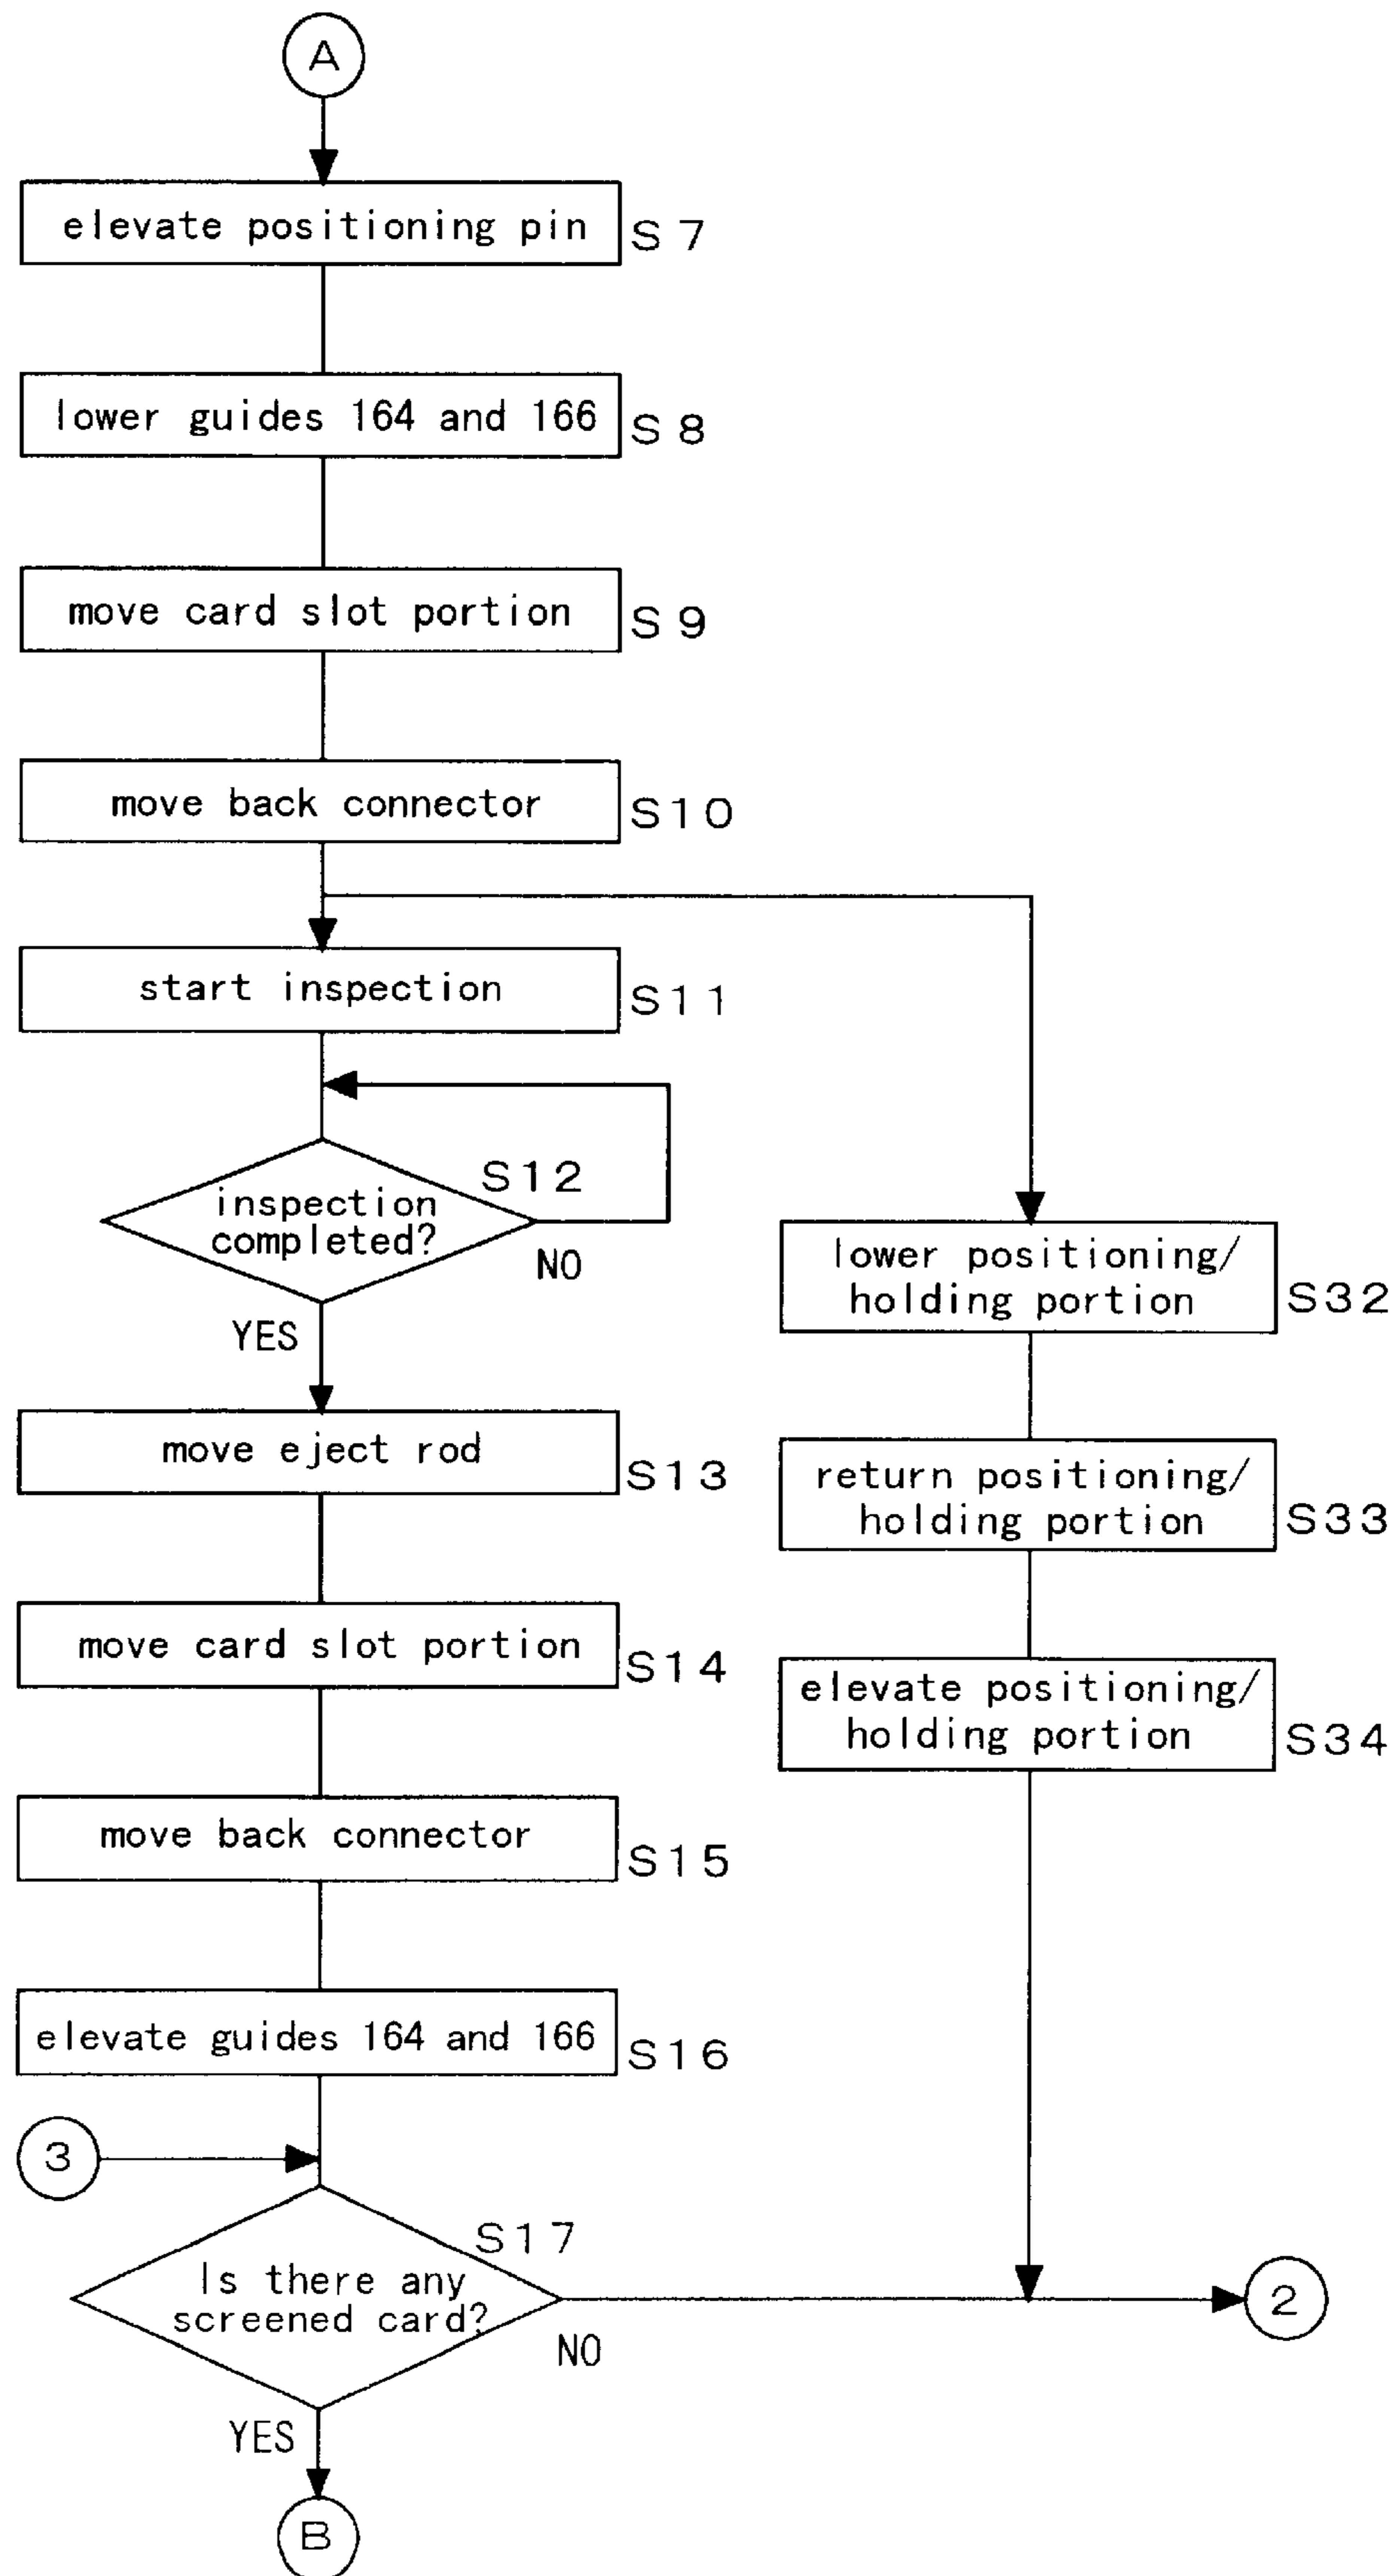 A
elevate positioning pin
S7
lower guides 164 and 166
S8
move card slot portion
S9
move back connector
S10
start inspection
S11
S12
inspection
completed?
NO
YES
lower positioning/
holding portion
S32
move eject rod
S13
return positioning/
holding portion
S33
move card slot portion
S14
elevate positioning/
holding portion
S34
move back connector
S15
elevate guides 164 and 166
S16
3
S17
Is there any
screened card?
NO
2
YES
B